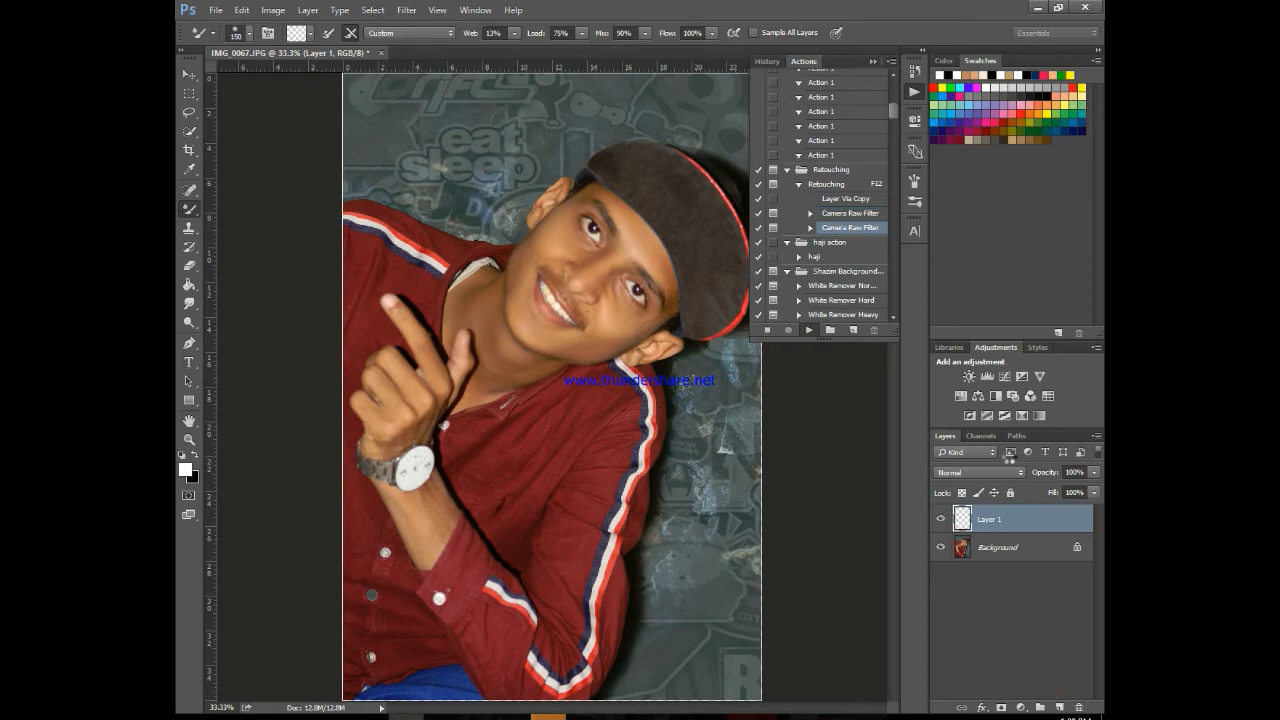 Ps File Edit Image Layer Type Select Filter View Window Help
150 Custom Wet: 13% Load: 75% Mix: 90% Flow: 100% Sample All Layers Essentials
IMG_0067.JPG @ 33.3% (Layer 1, RGB/8) * ×
History Actions
Action 1
Action 1
Action 1
Action 1
Action 1
Action 1
Retouching
Retouching F12
Layer Via Copy
Camera Raw Filter
Camera Raw Filter
haji action
haji
Shazim Background...
White Remover Nor...
White Remover Hard
White Remover Heavy
Color Swatches
Libraries Adjustments Styles
Add an adjustment
Layers Channels Paths
Kind
Normal Opacity: 100%
Lock: Fill: 100%
Layer 1
Background
eat
sleep
www.thundershare.net
33.33% Doc: 12.8M/12.8M